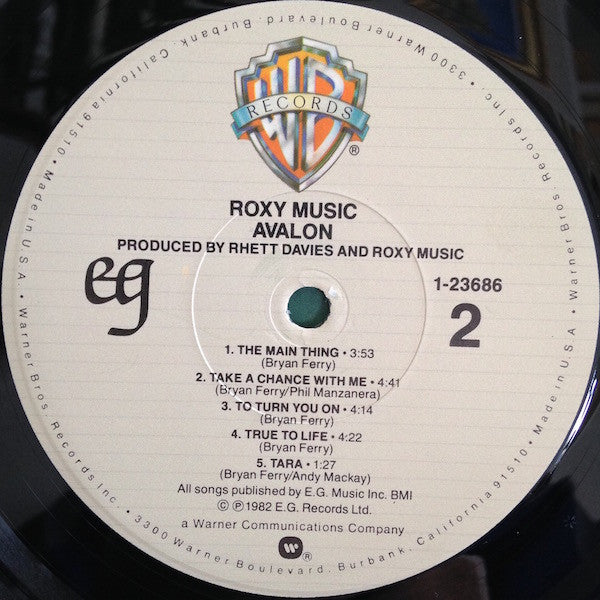 WB
RECORDS
®
ROXY MUSIC
AVALON
PRODUCED BY RHETT DAVIES AND ROXY MUSIC
eg
1-23686
2
1. THE MAIN THING • 3:53
(Bryan Ferry)
2. TAKE A CHANCE WITH ME • 4:41
(Bryan Ferry/Phil Manzanera)
3. TO TURN YOU ON • 4:14
(Bryan Ferry)
4. TRUE TO LIFE • 4:22
(Bryan Ferry)
5. TARA • 1:27
(Bryan Ferry/Andy Mackay)
All songs published by E.G. Music Inc. BMI
© ℗ 1982 E.G. Records Ltd.
a Warner Communications Company
W ®
Warner Bros. Records Inc. • 3300 Warner Boulevard, Burbank, California 91510 • Made in U.S.A. • Warner Bros. Records Inc. • 3300 Warner Boulevard, Burbank, California 91510 • Made in U.S.A. •